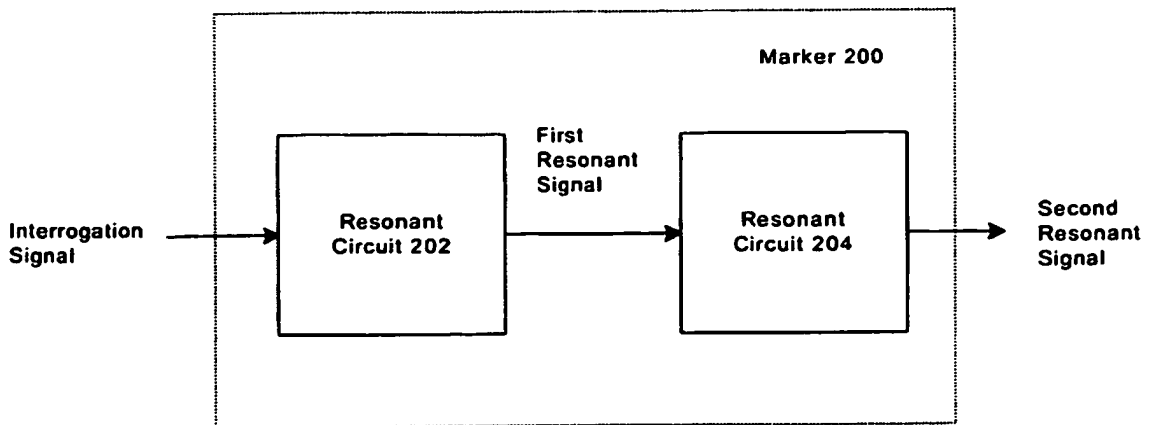 Marker 200
First
Resonant
Signal
Interrogation
Signal
Resonant
Circuit 202
Resonant
Circuit 204
Second
Resonant
Signal